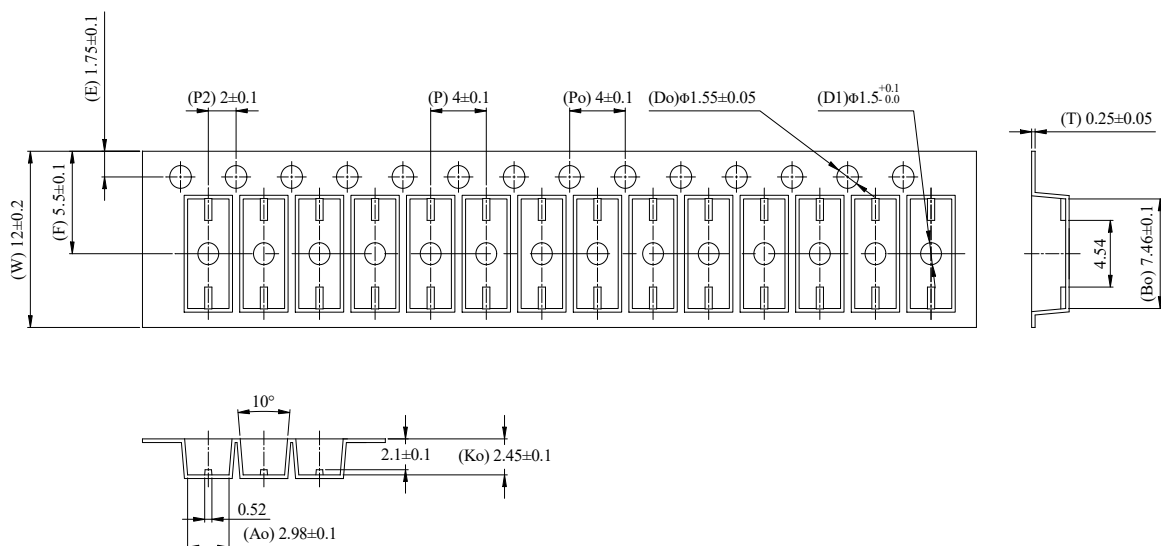 (E) 1.75±0.1
(P2) 2±0.1
(P) 4±0.1
(Po) 4±0.1
(Do)Φ1.55±0.05
(D1)Φ1.5+0.1
-0.0
(T) 0.25±0.05
(W) 12±0.2
(F) 5.5±0.1
4.54
(Bo) 7.46±0.1
10°
2.1±0.1
(Ko) 2.45±0.1
0.52
(Ao) 2.98±0.1